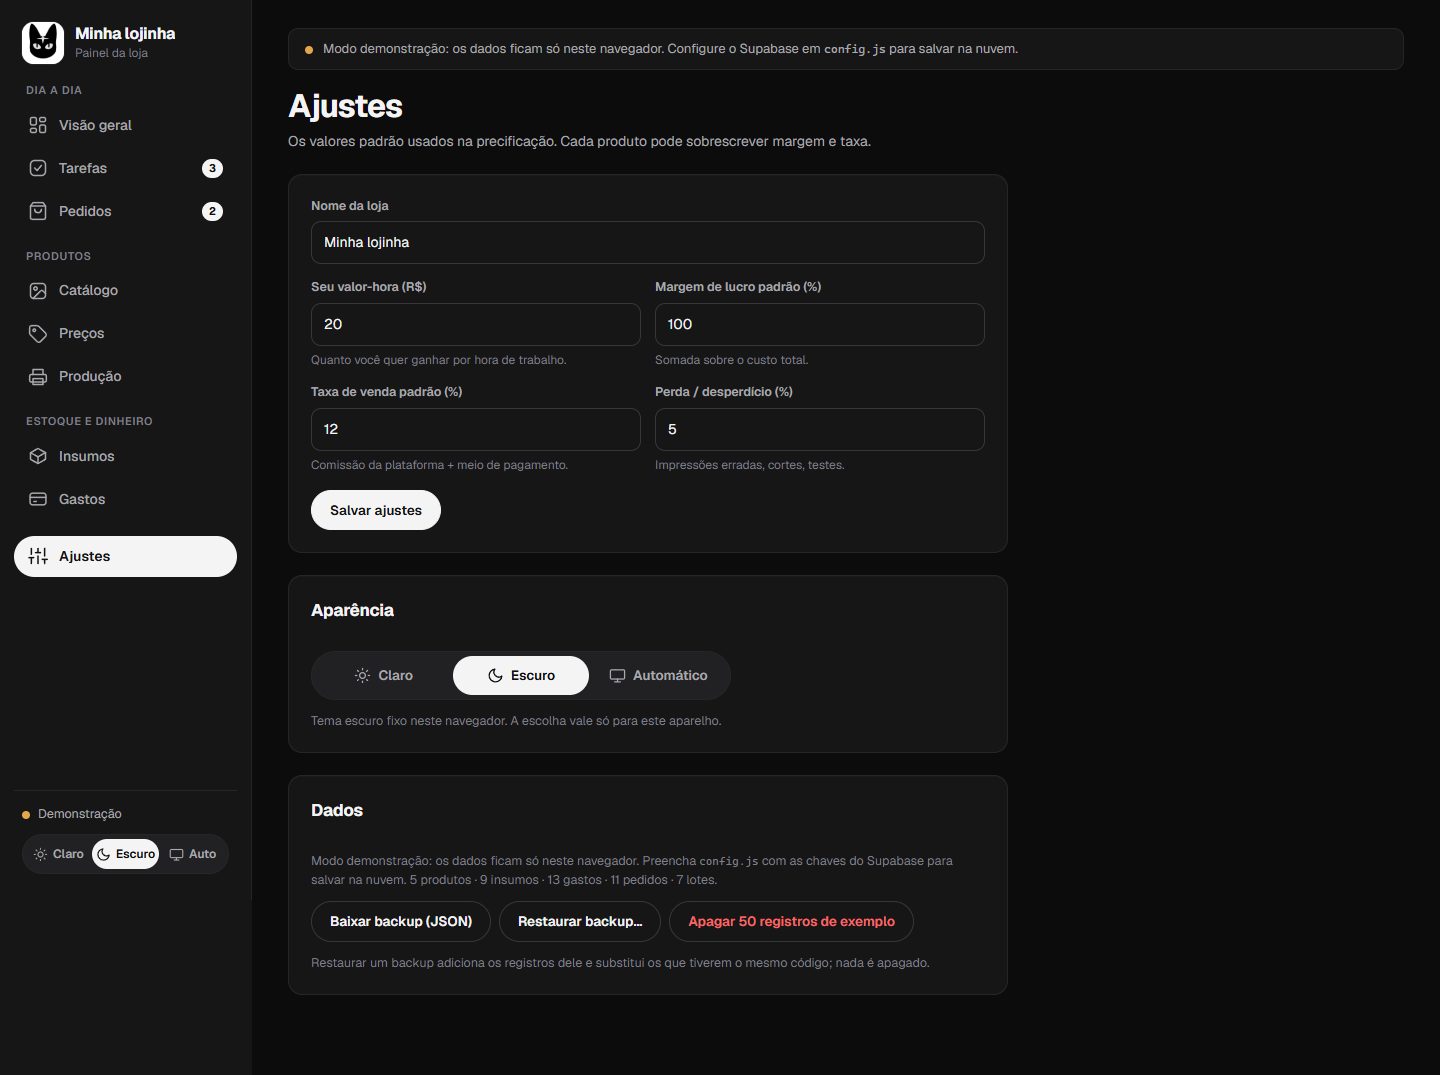 Minha lojinha
Painel da loja
DIA A DIA
Visão geral
Tarefas 3
Pedidos 2
PRODUTOS
Catálogo
Preços
Produção
ESTOQUE E DINHEIRO
Insumos
Gastos
Ajustes
Demonstração
Claro Escuro Auto
Modo demonstração: os dados ficam só neste navegador. Configure o Supabase em config.js para salvar na nuvem.
Ajustes
Os valores padrão usados na precificação. Cada produto pode sobrescrever margem e taxa.
Nome da loja
Minha lojinha
Seu valor-hora (R$) Margem de lucro padrão (%)
20 100
Quanto você quer ganhar por hora de trabalho. Somada sobre o custo total.
Taxa de venda padrão (%) Perda / desperdício (%)
12 5
Comissão da plataforma + meio de pagamento. Impressões erradas, cortes, testes.
Salvar ajustes
Aparência
Claro Escuro Automático
Tema escuro fixo neste navegador. A escolha vale só para este aparelho.
Dados
Modo demonstração: os dados ficam só neste navegador. Preencha config.js com as chaves do Supabase para
salvar na nuvem. 5 produtos · 9 insumos · 13 gastos · 11 pedidos · 7 lotes.
Baixar backup (JSON) Restaurar backup... Apagar 50 registros de exemplo
Restaurar um backup adiciona os registros dele e substitui os que tiverem o mesmo código; nada é apagado.